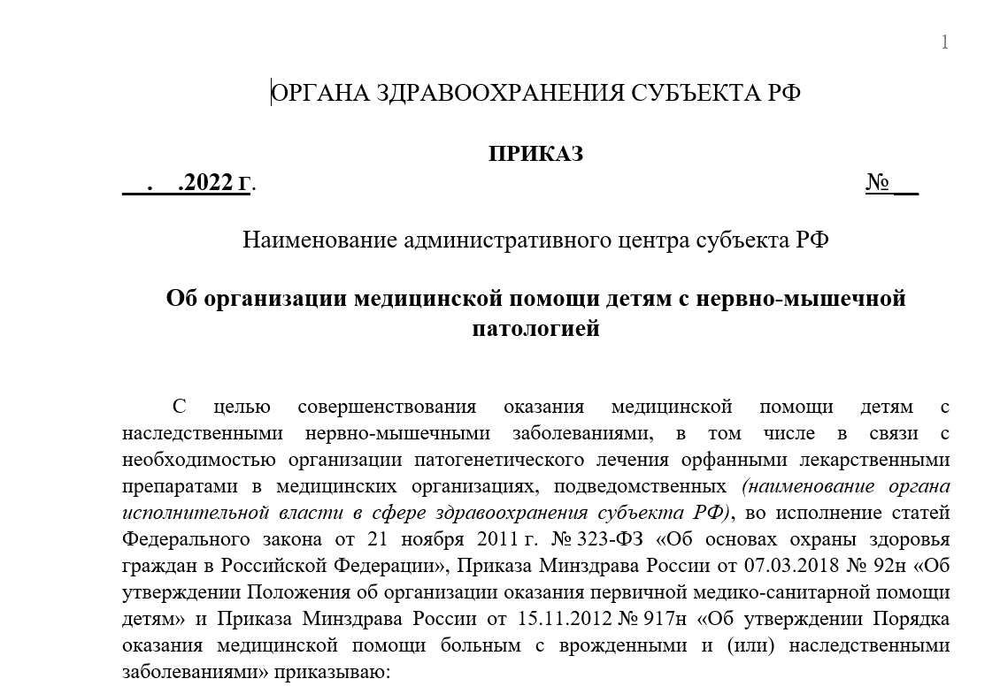 1
ОРГАНА ЗДРАВООХРАНЕНИЯ СУБЪЕКТА РФ
ПРИКАЗ
__.__.2022 г. № __
Наименование административного центра субъекта РФ
Об организации медицинской помощи детям с нервно-мышечной
патологией
С целью совершенствования оказания медицинской помощи детям с
наследственными нервно-мышечными заболеваниями, в том числе в связи с
необходимостью организации патогенетического лечения орфанными лекарственными
препаратами в медицинских организациях, подведомственных (наименование органа
исполнительной власти в сфере здравоохранения субъекта РФ), во исполнение статей
Федерального закона от 21 ноября 2011 г. № 323-ФЗ «Об основах охраны здоровья
граждан в Российской Федерации», Приказа Минздрава России от 07.03.2018 № 92н «Об
утверждении Положения об организации оказания первичной медико-санитарной помощи
детям» и Приказа Минздрава России от 15.11.2012 № 917н «Об утверждении Порядка
оказания медицинской помощи больным с врожденными и (или) наследственными
заболеваниями» приказываю: